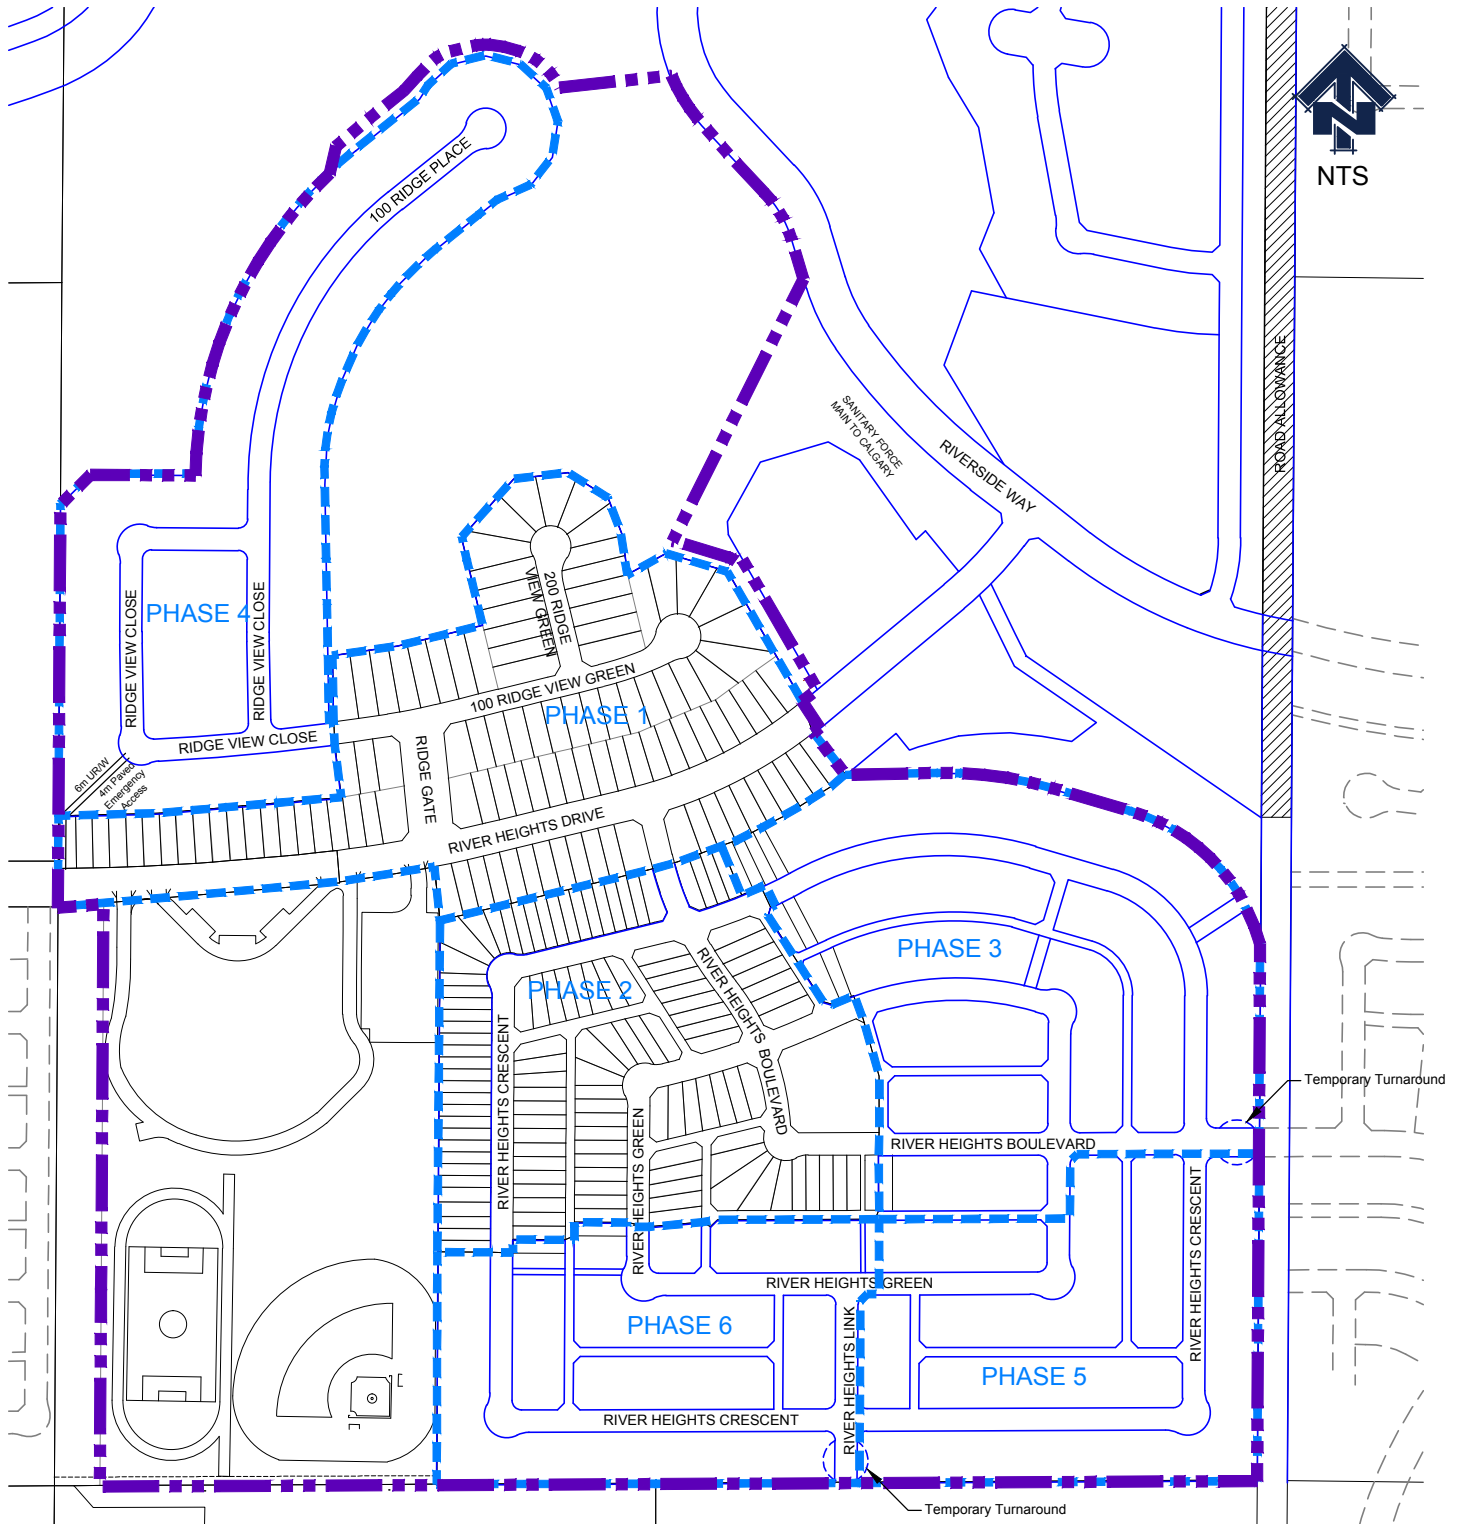 NTS
100 RIDGE PLACE
ROAD ALLOWANCE
SANITARY FORCE
MAIN TO CALGARY
RIVERSIDE WAY
200 RIDGE
VIEW GREEN
PHASE 4
RIDGE VIEW CLOSE
RIDGE VIEW CLOSE
100 RIDGE VIEW GREEN
PHASE 1
RIDGE VIEW CLOSE
RIDGE GATE
6m UR/W
4m Paved
Emergency
Access
RIVER HEIGHTS DRIVE
PHASE 3
PHASE 2
RIVER HEIGHTS BOULEVARD
RIVER HEIGHTS CRESCENT
Temporary Turnaround
RIVER HEIGHTS GREEN
RIVER HEIGHTS BOULEVARD
RIVER HEIGHTS CRESCENT
RIVER HEIGHTS GREEN
PHASE 6
RIVER HEIGHTS LINK
PHASE 5
RIVER HEIGHTS CRESCENT
Temporary Turnaround